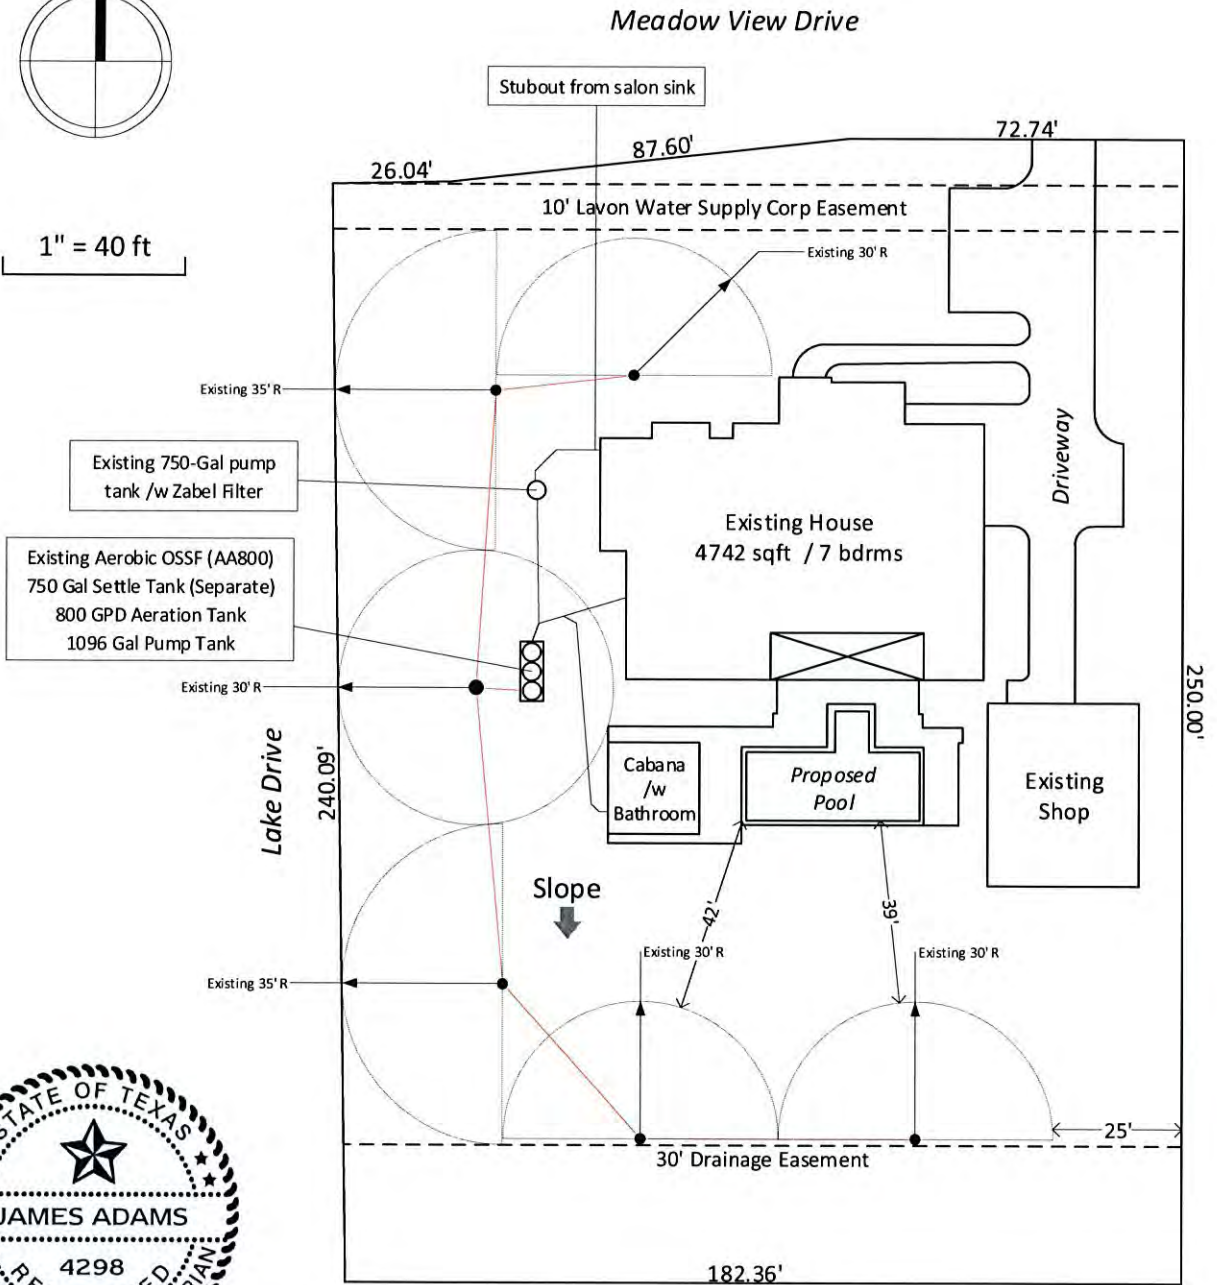 Meadow View Drive
Stubout from salon sink
72.74'
87.60'
26.04'
10' Lavon Water Supply Corp Easement
1" = 40 ft
Existing 30' R
Existing 35' R
Driveway
Existing 750-Gal pump
tank /w Zabel Filter
Existing House
4742 sqft / 7 bdrms
Existing Aerobic OSSF (AA800)
750 Gal Settle Tank (Separate)
800 GPD Aeration Tank
1096 Gal Pump Tank
Existing 30' R
250.00'
Lake Drive
240.09'
Cabana
/w
Bathroom
Proposed
Pool
Existing
Shop
Slope
42'
39'
Existing 30' R
Existing 30' R
Existing 35' R
25'
30' Drainage Easement
182.36'
STATE OF TEXAS
JAMES ADAMS
4298